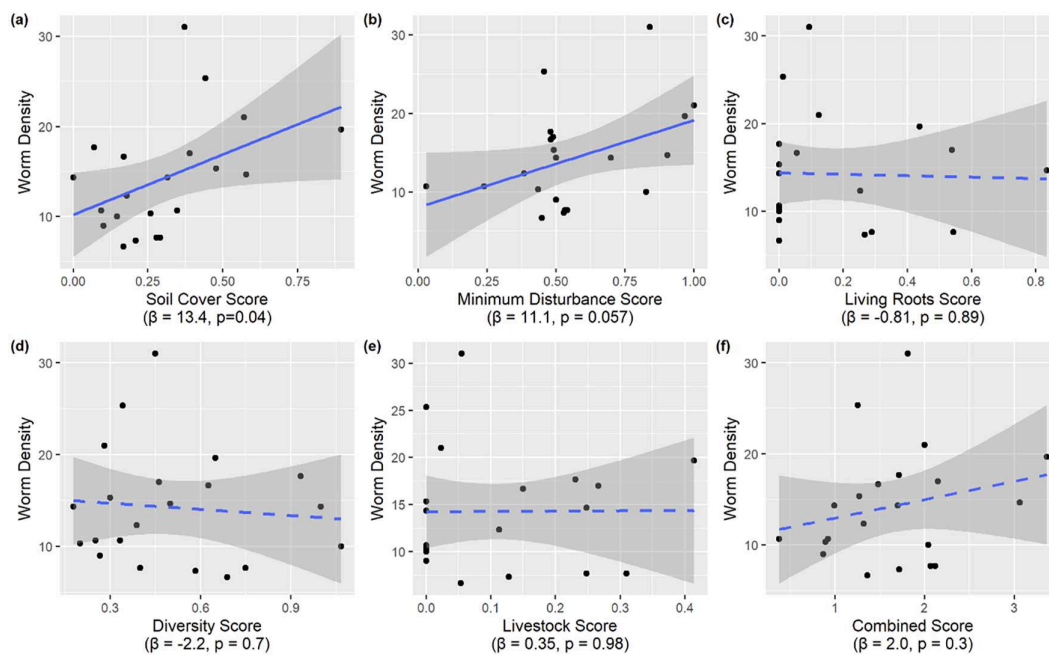 (a)
(b)
(c)
30
20
10
Worm Density
0.00
0.25
0.50
0.75
Soil Cover Score
(β = 13.4, p=0.04)
30
20
10
0
Worm Density
0.00
0.25
0.50
0.75
1.00
Minimum Disturbance Score
(β = 11.1, p = 0.057)
30
20
10
Worm Density
0.0
0.2
0.4
0.6
0.8
Living Roots Score
(β = -0.81, p = 0.89)
(d)
(e)
(f)
30
20
10
Worm Density
0.3
0.6
0.9
Diversity Score
(β = -2.2, p = 0.7)
30
25
20
15
10
Worm Density
0.0
0.1
0.2
0.3
0.4
Livestock Score
(β = 0.35, p = 0.98)
30
20
10
Worm Density
1
2
3
Combined Score
(β = 2.0, p = 0.3)